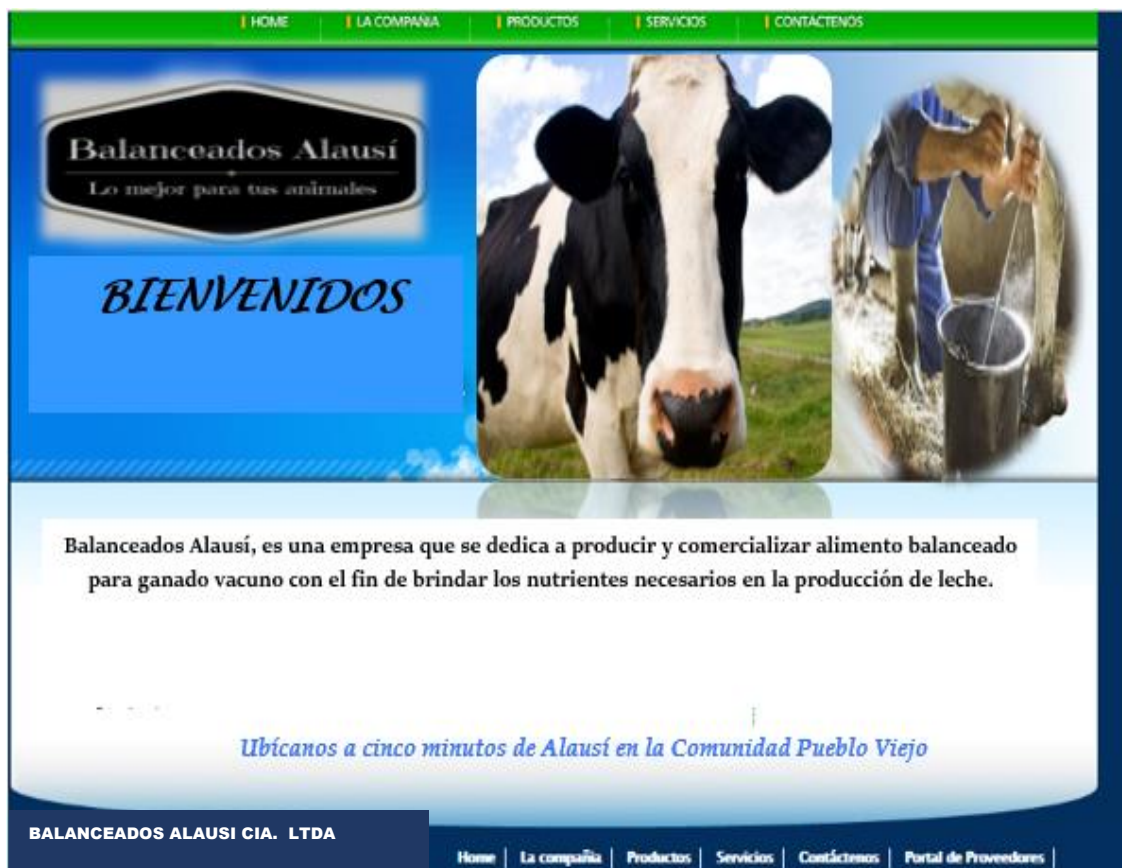 HOME
LA COMPAÑIA
PRODUCTOS
SERVICIOS
CONTÁCTENOS
Balanceados Alausí
Lo mejor para tus animales
BIENVENIDOS
Balanceados Alausí, es una empresa que se dedica a producir y comercializar alimento balanceado
para ganado vacuno con el fin de brindar los nutrientes necesarios en la producción de leche.
Ubícanos a cinco minutos de Alausí en la Comunidad Pueblo Viejo
BALANCEADOS ALAUSI CIA. LTDA
Home | La compañia | Productos | Servicios | Contáctenos | Portal de Proveedores |